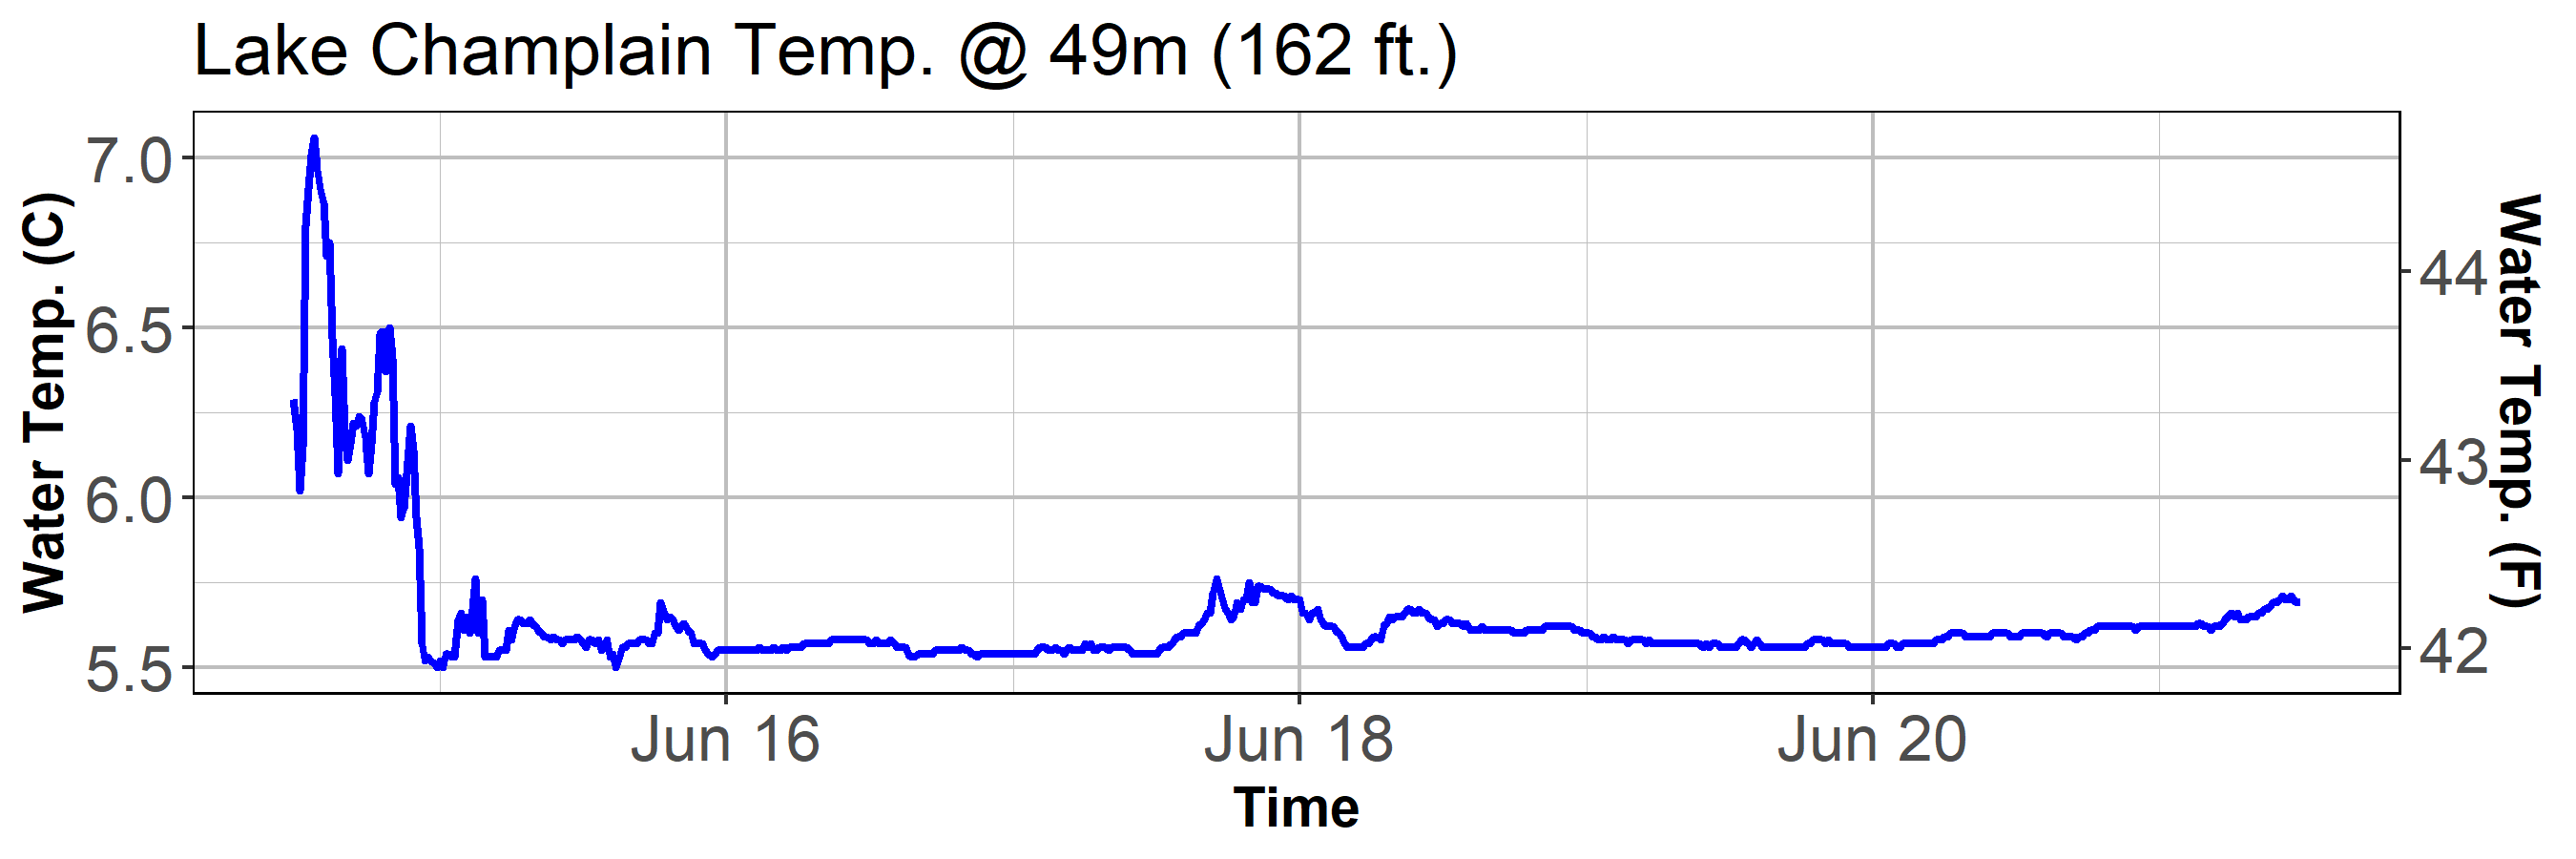 Lake Champlain Temp. @ 49m (162 ft.)
Water Temp. (C)
7.0
6.5
6.0
5.5
44
43
42
Water Temp. (F)
Jun 16
Jun 18
Jun 20
Time